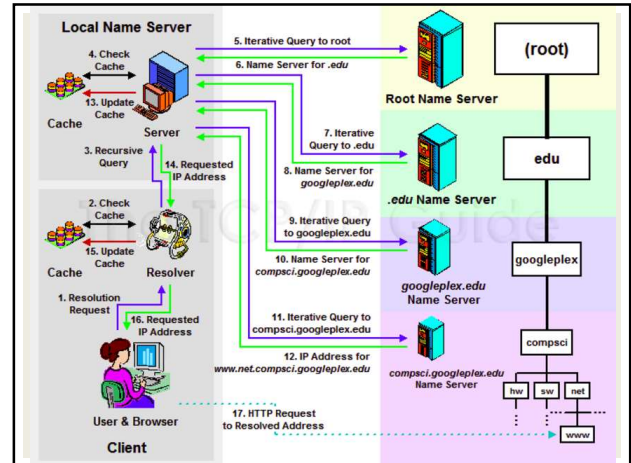 Local Name Server
4. Check
Cache
13. Update
Cache
Cache
Server
3. Recursive
Query
14. Requested
IP Address
2. Check
Cache
15. Update
Cache
Cache
Resolver
1. Resolution
Request
16. Requested
IP Address
User & Browser
Client
5. Iterative Query to root
6. Name Server for .edu
7. Iterative
Query to .edu
8. Name Server for
googleplex.edu
9. Iterative Query
to googleplex.edu
10. Name Server for
compsci.googleplex.edu
11. Iterative Query to
compsci.googleplex.edu
12. IP Address for
www.net.compsci.googleplex.edu
17. HTTP Request
to Resolved Address
Root Name Server
.edu Name Server
googleplex.edu
Name Server
compsci.googleplex.edu
Name Server
(root)
edu
googleplex
compsci
hw
sw
net
www
The TCP/IP Guide